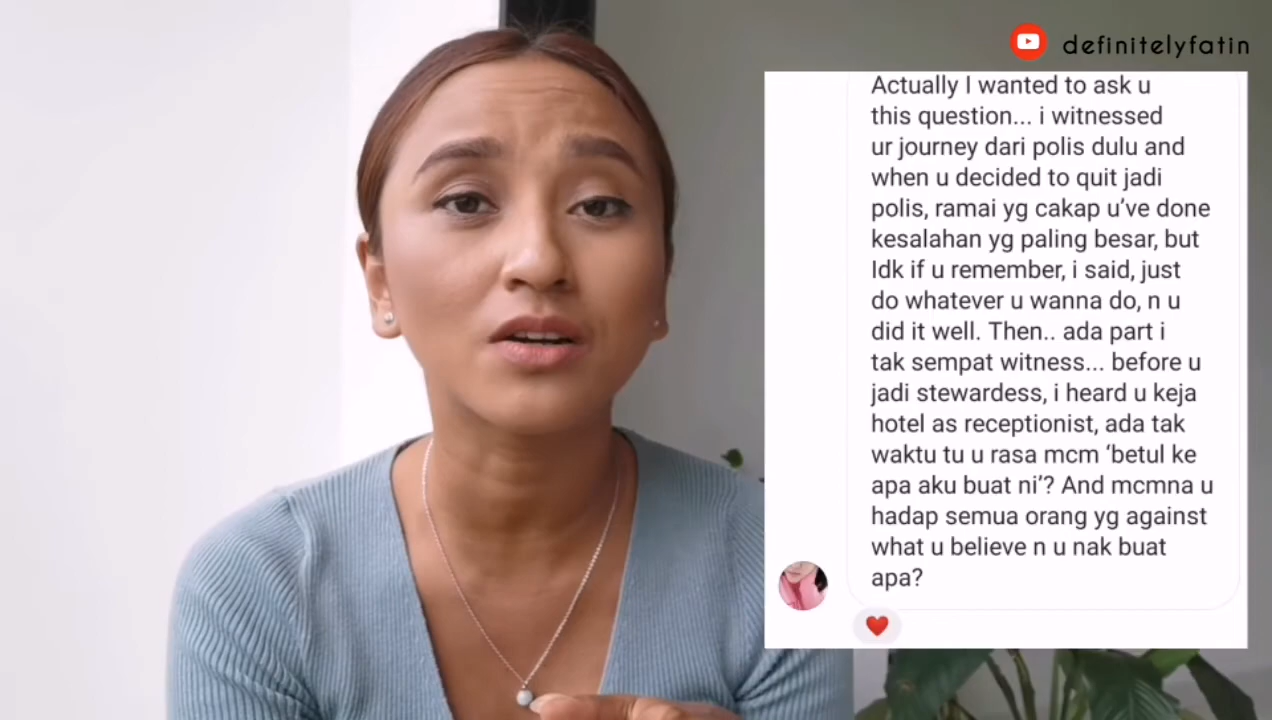 definitelyfatin
Actually I wanted to ask u
this question... i witnessed
ur journey dari polis dulu and
when u decided to quit jadi
polis, ramai yg cakap u’ve done
kesalahan yg paling besar, but
Idk if u remember, i said, just
do whatever u wanna do, n u
did it well. Then.. ada part i
tak sempat witness... before u
jadi stewardess, i heard u keja
hotel as receptionist, ada tak
waktu tu u rasa mcm ‘betul ke
apa aku buat ni’? And mcmna u
hadap semua orang yg against
what u believe n u nak buat
apa?